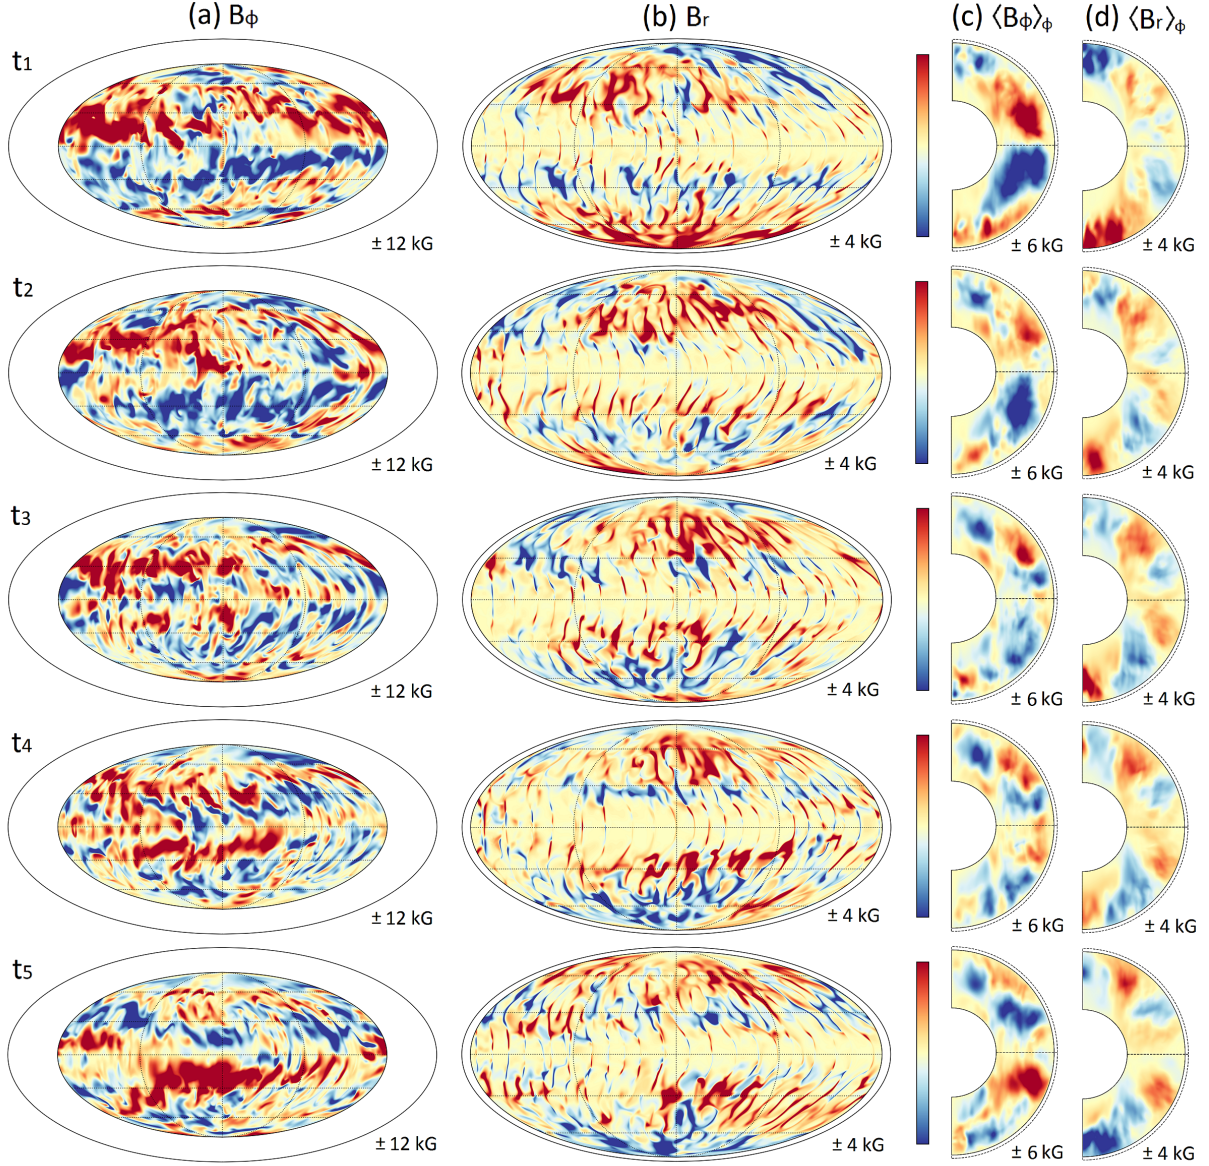 (a) Bϕ (b) Br (c) ⟨Bϕ⟩ϕ (d) ⟨Br⟩ϕ
t1
± 12 kG ± 4 kG ± 6 kG ± 4 kG
t2
± 12 kG ± 4 kG ± 6 kG ± 4 kG
t3
± 12 kG ± 4 kG ± 6 kG ± 4 kG
t4
± 12 kG ± 4 kG ± 6 kG ± 4 kG
t5
± 12 kG ± 4 kG ± 6 kG ± 4 kG